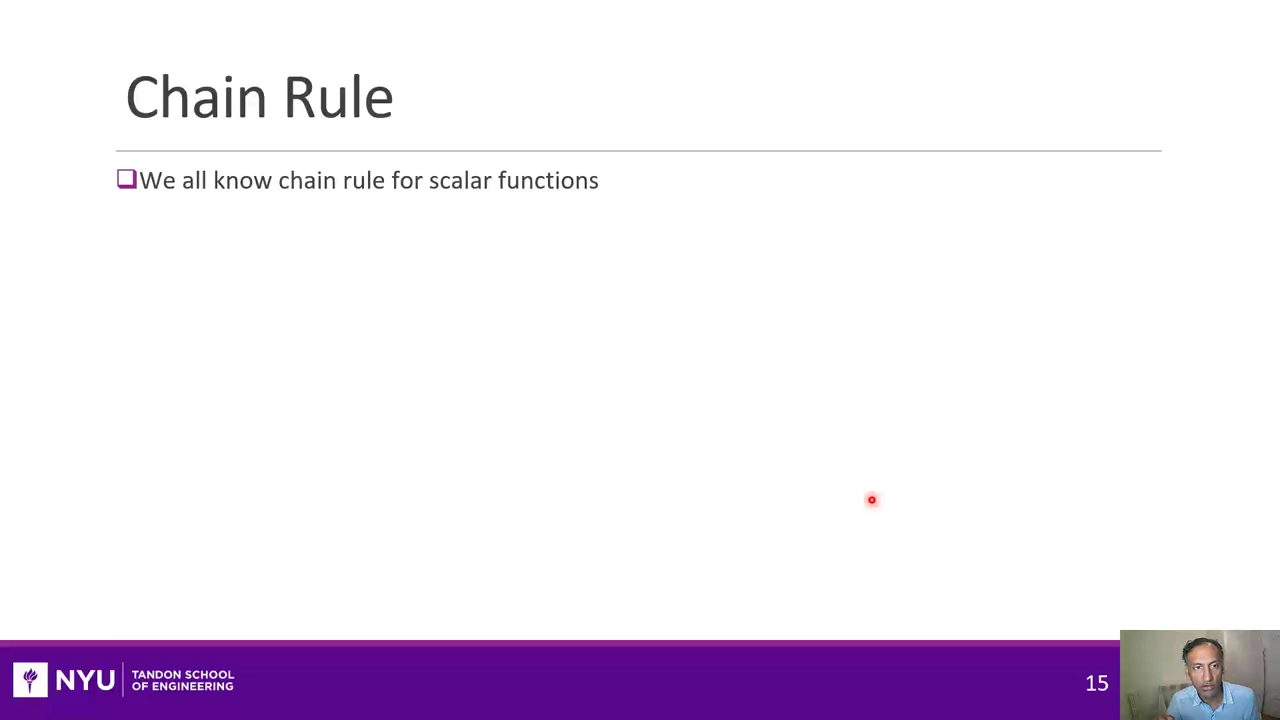 Chain Rule
We all know chain rule for scalar functions
NYU
TANDON SCHOOL
OF ENGINEERING
15